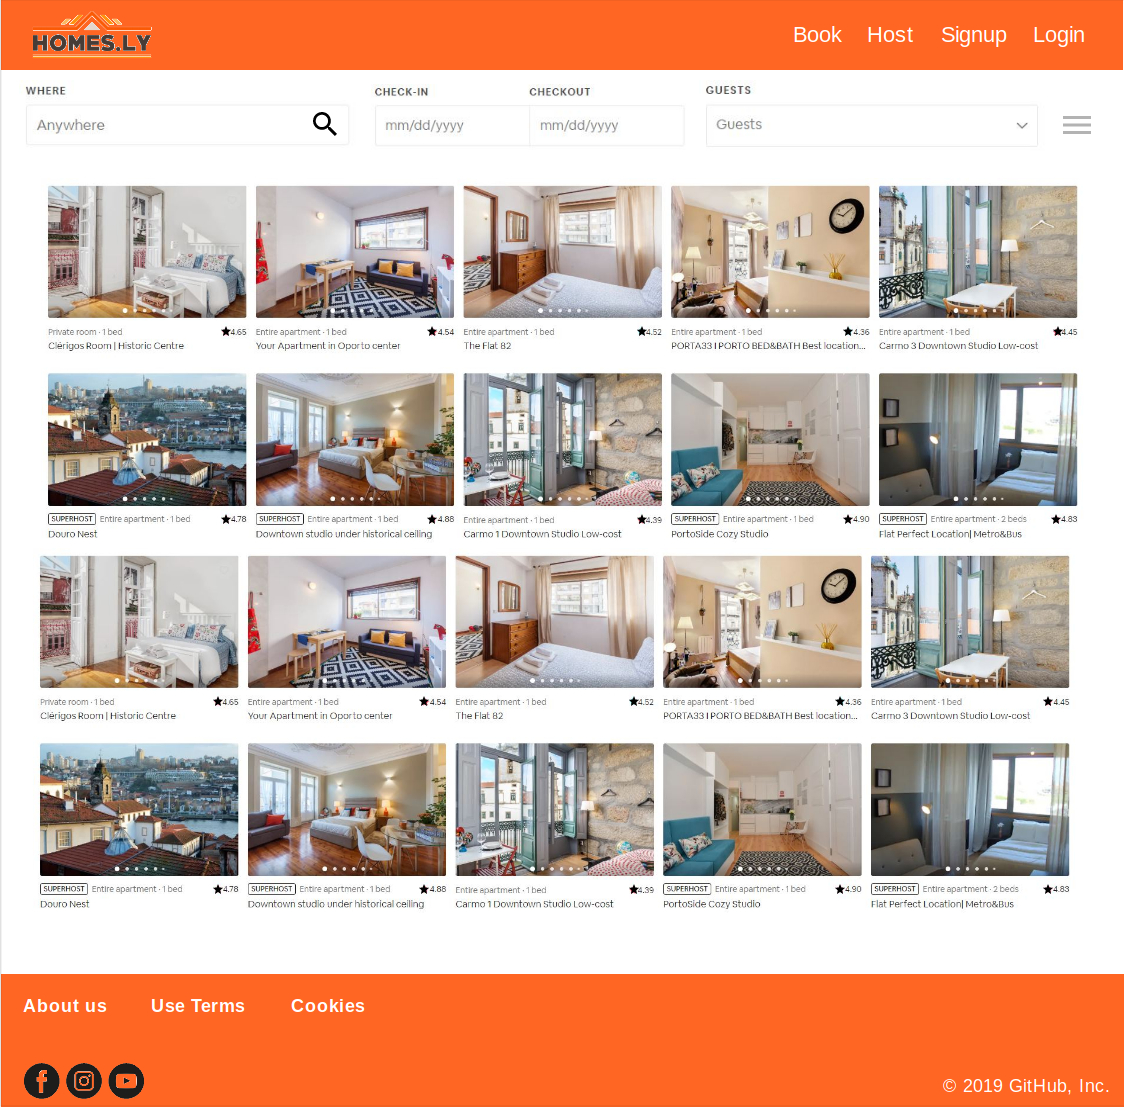 HOMES.LY
Book Host Signup Login
WHERE
CHECK-IN
CHECKOUT
GUESTS
Anywhere
mm/dd/yyyy
mm/dd/yyyy
Guests
Private room · 1 bed ★4.65
Clérigos Room | Historic Centre
Entire apartment · 1 bed ★4.54
Your Apartment in Oporto center
Entire apartment · 1 bed ★4.52
The Flat 82
Entire apartment · 1 bed ★4.36
PORTA33 I PORTO BED&BATH Best location...
Entire apartment · 1 bed ★4.45
Carmo 3 Downtown Studio Low-cost
SUPERHOST Entire apartment · 1 bed ★4.78
Douro Nest
SUPERHOST Entire apartment · 1 bed ★4.88
Downtown studio under historical ceiling
Entire apartment · 1 bed ★4.39
Carmo 1 Downtown Studio Low-cost
SUPERHOST Entire apartment · 1 bed ★4.90
PortoSide Cozy Studio
SUPERHOST Entire apartment · 2 beds ★4.83
Flat Perfect Location| Metro&Bus
Private room · 1 bed ★4.65
Clérigos Room | Historic Centre
Entire apartment · 1 bed ★4.54
Your Apartment in Oporto center
Entire apartment · 1 bed ★4.52
The Flat 82
Entire apartment · 1 bed ★4.36
PORTA33 I PORTO BED&BATH Best location...
Entire apartment · 1 bed ★4.45
Carmo 3 Downtown Studio Low-cost
SUPERHOST Entire apartment · 1 bed ★4.78
Douro Nest
SUPERHOST Entire apartment · 1 bed ★4.88
Downtown studio under historical ceiling
Entire apartment · 1 bed ★4.39
Carmo 1 Downtown Studio Low-cost
SUPERHOST Entire apartment · 1 bed ★4.90
PortoSide Cozy Studio
SUPERHOST Entire apartment · 2 beds ★4.83
Flat Perfect Location| Metro&Bus
About us Use Terms Cookies
© 2019 GitHub, Inc.